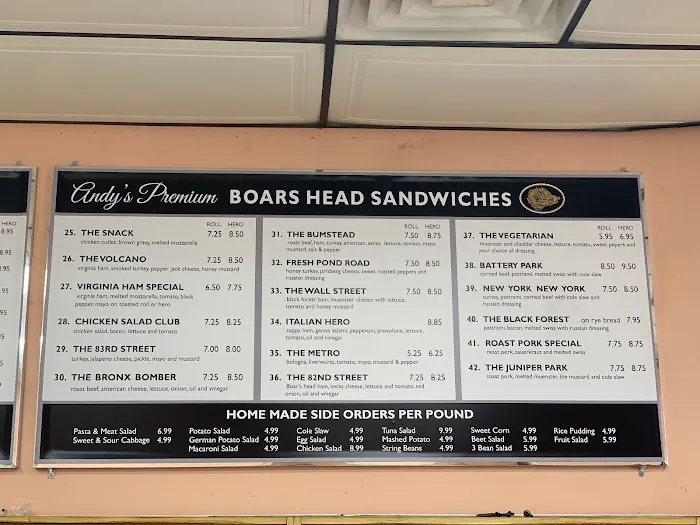 Andy's Premium BOARS HEAD SANDWICHES
ROLL HERO
25. THE SNACK 7.25 8.50
chicken cutlet, brown gravy, melted mozzarella
26. THE VOLCANO 7.25 8.50
virginia ham, smoked turkey, pepper jack cheese, honey mustard
27. VIRGINIA HAM SPECIAL 6.50 7.75
virginia ham, melted mozzarella, tomato, black
pepper, mayo on toasted roll or hero
28. CHICKEN SALAD CLUB 7.25 8.25
chicken salad, bacon, lettuce and tomato
29. THE 83RD STREET 7.00 8.00
turkey, jalapeno cheese, pickle, mayo and mustard
30. THE BRONX BOMBER 7.25 8.50
roast beef, american cheese, lettuce, onion, oil and vinegar
ROLL HERO
31. THE BUMSTEAD 7.50 8.75
roast beef, ham, turkey, american, swiss, lettuce, tomato, mayo,
mustard, salt & pepper
32. FRESH POND ROAD 7.50 8.50
honey turkey, jarlsberg cheese, sweet roasted peppers and
russian dressing
33. THE WALL STREET 7.50 8.50
black forest ham, muenster cheese with lettuce,
tomato and honey mustard
34. ITALIAN HERO 8.85
cappy ham, genoa salami, pepperoni, provolone, lettuce,
tomato, oil and vinegar
35. THE METRO 5.25 6.25
bologna, liverwurst, tomato, mayo, mustard & pepper
36. THE 82ND STREET 7.25 8.25
Boar's head ham, swiss cheese, lettuce and tomato, red
onion, oil and vinegar
ROLL HERO
37. THE VEGETARIAN 5.95 6.95
muenster and cheddar cheese, lettuce, tomato, sweet pepers and
your choice of dressing
38. BATTERY PARK 8.50 9.50
corned beef, pastrami, melted swiss with cole slaw
39. NEW YORK NEW YORK 7.50 8.50
turkey, pastrami, corned beef with cole slaw and
russian dressing
40. THE BLACK FOREST on rye bread 7.95
pastrami, bacon, melted swiss with russian dressing
41. ROAST PORK SPECIAL 7.75 8.75
roast pork, sauerkraut and melted swiss
42. THE JUNIPER PARK 7.75 8.75
roast pork, melted muenster, lite mustard and cole slaw
HOME MADE SIDE ORDERS PER POUND
Pasta & Meat Salad 6.99
Sweet & Sour Cabbage 4.99
Potato Salad 4.99
German Potato Salad 4.99
Macaroni Salad 4.99
Cole Slaw 4.99
Egg Salad 4.99
Chicken Salad 8.99
Tuna Salad 9.99
Mashed Potato 4.99
String Beans 4.99
Sweet Corn 4.99
Beet Salad 5.99
3 Bean Salad 5.99
Rice Pudding 4.99
Fruit Salad 5.99
HERO
8.95
8.95